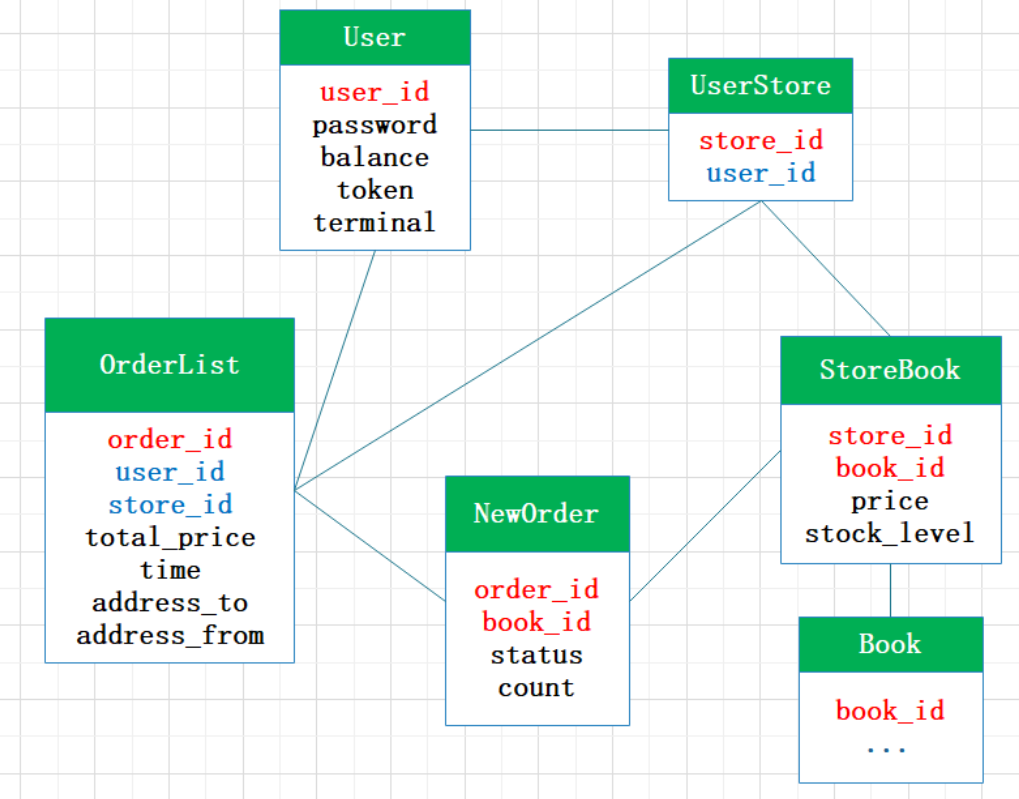 User
user_id
password
balance
token
terminal
UserStore
store_id
user_id
OrderList
order_id
user_id
store_id
total_price
time
address_to
address_from
NewOrder
order_id
book_id
status
count
StoreBook
store_id
book_id
price
stock_level
Book
book_id
...